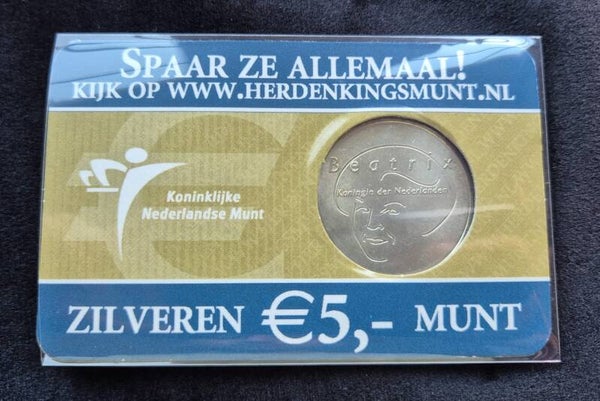 SPAAR ZE ALLEMAAL!
KIJK OP WWW.HERDENKINGSMUNT.NL
Beatrix
Koningin der Nederlanden
Koninklijke
Nederlandse Munt
ZILVEREN €5,- MUNT